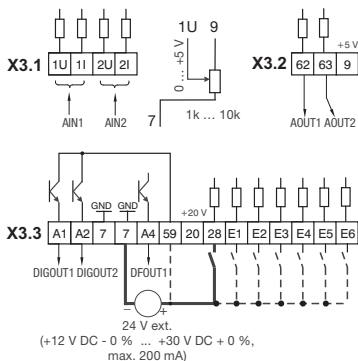 1U 9
X3.1 1U 1I 2U 2I
0 ... +5 V
AIN1 AIN2
7
1k ... 10k
+5 V
X3.2 62 63 9
AOUT1 AOUT2
GND GND
+20 V
X3.3 A1 A2 7 7 A4 59 20 28 E1 E2 E3 E4 E5 E6
DIGOUT1 DIGOUT2 DFOUT1
– +
24 V ext.
(+12 V DC - 0 % ... +30 V DC + 0 %,
max. 200 mA)